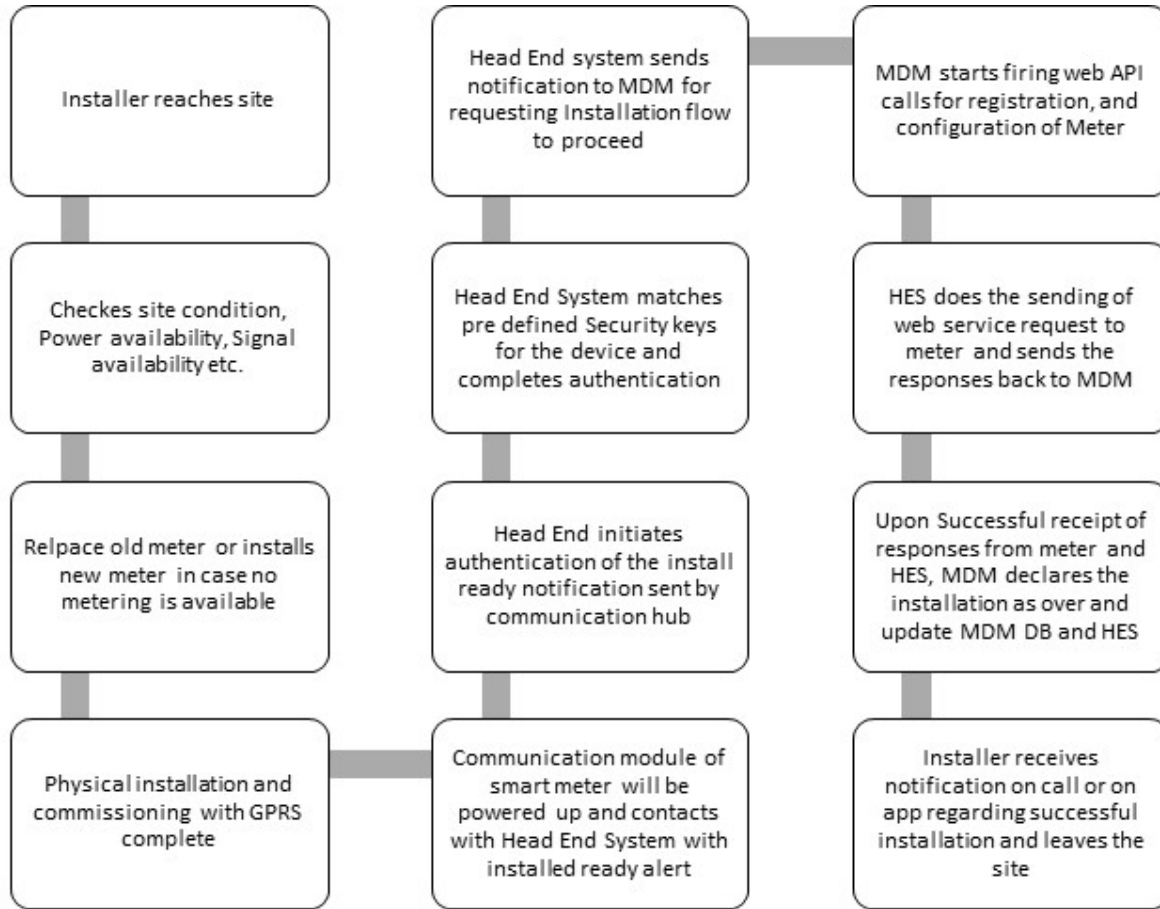 Installer reaches site
Checkes site condition,
Power availability, Signal
availability etc.
Relpace old meter or installs
new meter in case no
metering is available
Physical installation and
commissioning with GPRS
complete
Communication module of
smart meter will be
powered up and contacts
with Head End System with
installed ready alert
Head End initiates
authentication of the install
ready notification sent by
communication hub
Head End System matches
pre defined Security keys
for the device and
completes authentication
Head End system sends
notification to MDM for
requesting Installation flow
to proceed
MDM starts firing web API
calls for registration, and
configuration of Meter
HES does the sending of
web service request to
meter and sends the
responses back to MDM
Upon Successful receipt of
responses from meter and
HES, MDM declares the
installation as over and
update MDM DB and HES
Installer receives
notification on call or on
app regarding successful
installation and leaves the
site